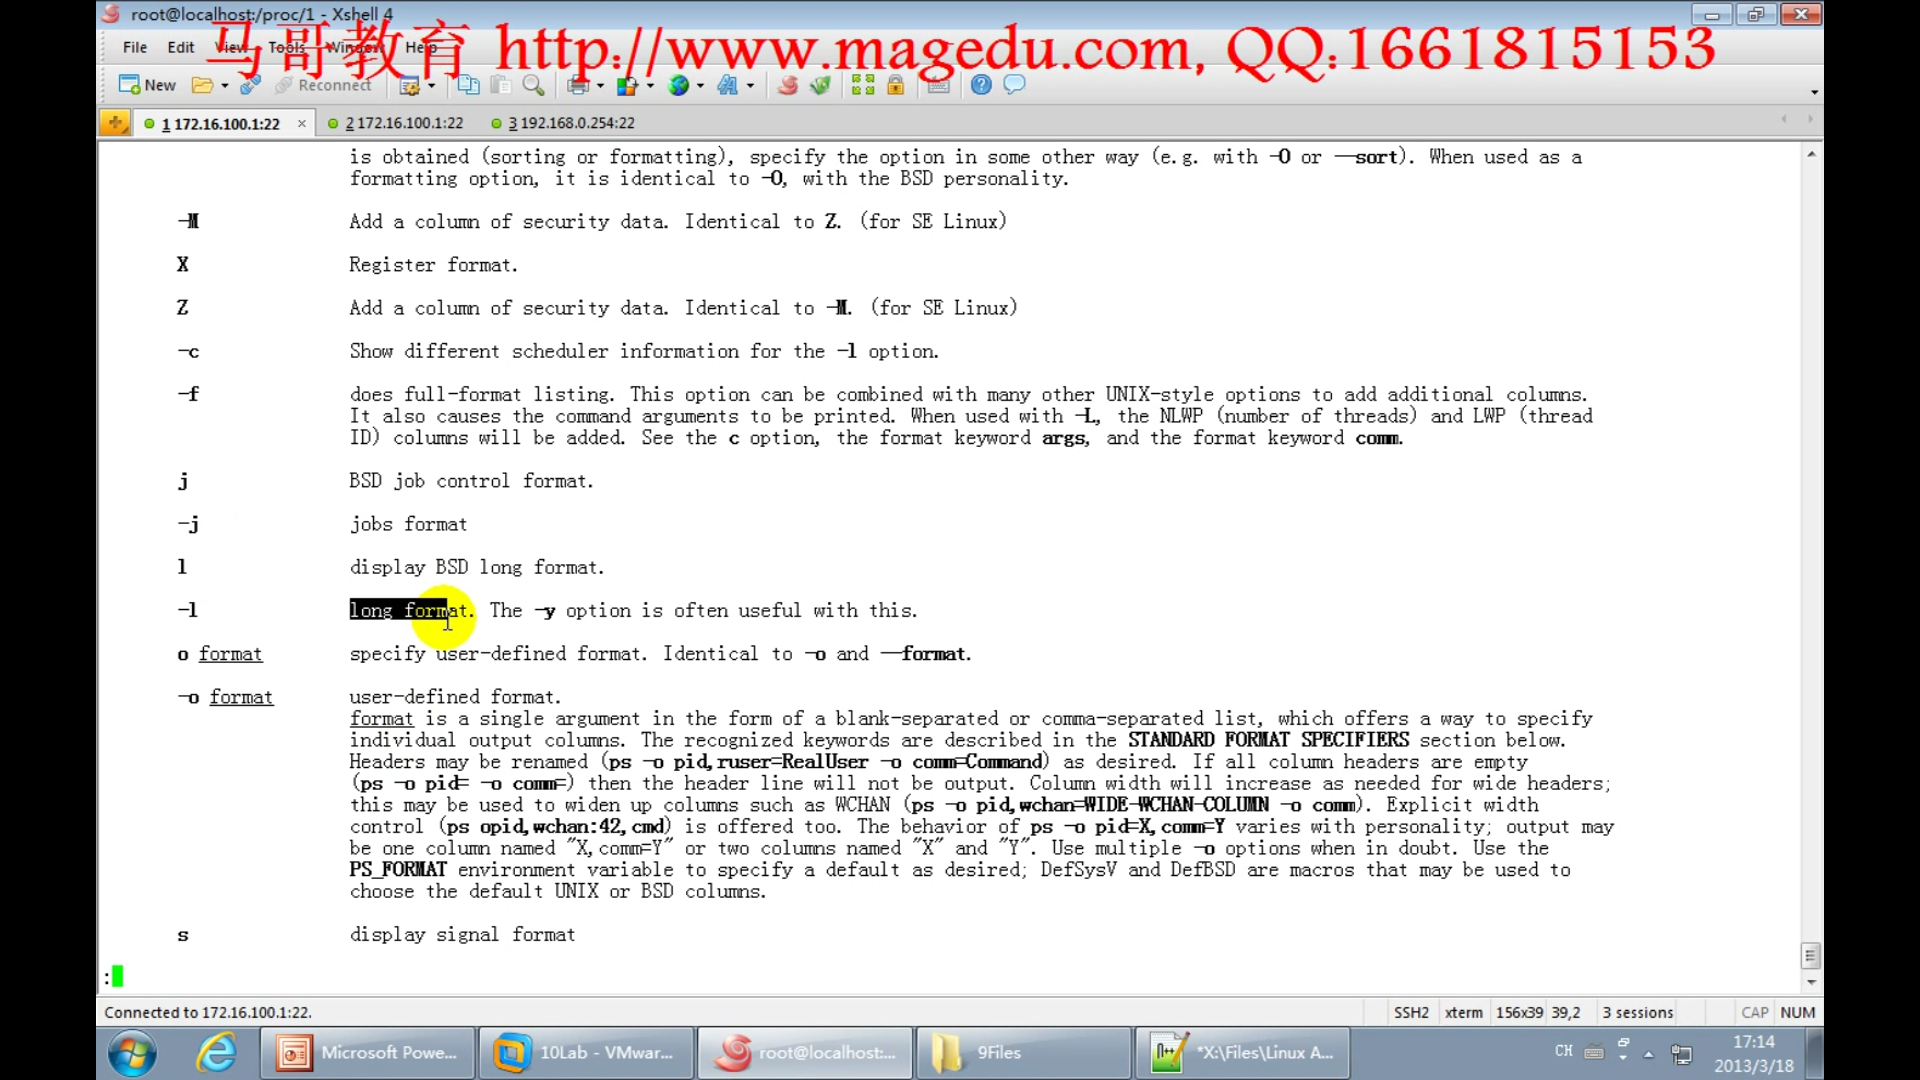 root@localhost:/proc/1 - Xshell 4
马哥教育 http://www.magedu.com, QQ:1661815153
File Edit View Tools Window Help
New Reconnect
1 172.16.100.1:22 × 2 172.16.100.1:22 3 192.168.0.254:22
is obtained (sorting or formatting), specify the option in some other way (e.g. with -O or --sort). When used as a
formatting option, it is identical to -O, with the BSD personality.
-M Add a column of security data. Identical to Z. (for SE Linux)
X Register format.
Z Add a column of security data. Identical to -M. (for SE Linux)
-c Show different scheduler information for the -l option.
-f does full-format listing. This option can be combined with many other UNIX-style options to add additional columns.
It also causes the command arguments to be printed. When used with -L, the NLWP (number of threads) and LWP (thread
ID) columns will be added. See the c option, the format keyword args, and the format keyword comm.
j BSD job control format.
-j jobs format
l display BSD long format.
-l long format. The -y option is often useful with this.
o format specify user-defined format. Identical to -o and --format.
-o format user-defined format.
format is a single argument in the form of a blank-separated or comma-separated list, which offers a way to specify
individual output columns. The recognized keywords are described in the STANDARD FORMAT SPECIFIERS section below.
Headers may be renamed (ps -o pid,ruser=RealUser -o comm=Command) as desired. If all column headers are empty
(ps -o pid= -o comm=) then the header line will not be output. Column width will increase as needed for wide headers;
this may be used to widen up columns such as WCHAN (ps -o pid,wchan=WIDE-WCHAN-COLUMN -o comm). Explicit width
control (ps opid,wchan:42,cmd) is offered too. The behavior of ps -o pid=X,comm=Y varies with personality; output may
be one column named "X,comm=Y" or two columns named "X" and "Y". Use multiple -o options when in doubt. Use the
PS_FORMAT environment variable to specify a default as desired; DefSysV and DefBSD are macros that may be used to
choose the default UNIX or BSD columns.
s display signal format
:
Connected to 172.16.100.1:22. SSH2 xterm 156x39 39,2 3 sessions CAP NUM
Microsoft Powe... 10Lab - VMwar... root@localhost:... 9Files *X:\Files\Linux A... CH 17:14
2013/3/18